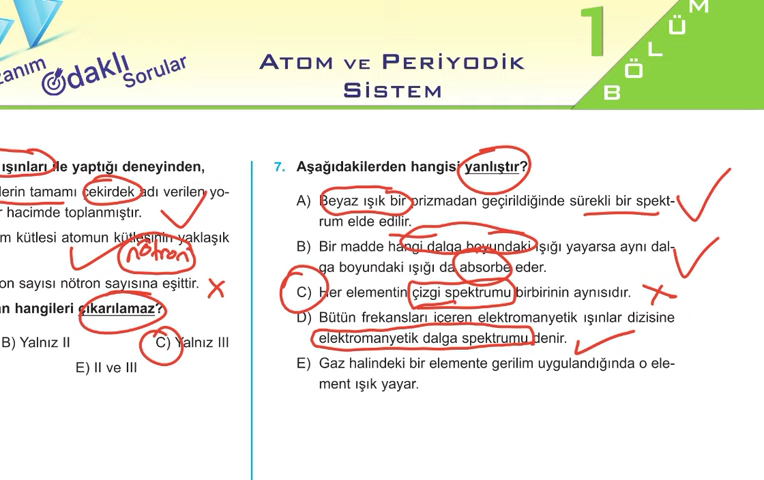 Odaklı
Sorular
ATOM VE PERİYODİK
SİSTEM
1
BÖLÜM
ışınları ile yaptığı deneyinden,
tamamı çekirdek adı verilen yo-
hacimde toplanmıştır.
kütlesi atomun kütlesinin yaklaşık
nötron
sayısı nötron sayısına eşittir.
hangileri çıkarılamaz?
B) Yalnız II C) Yalnız III
E) II ve III
7. Aşağıdakilerden hangisi yanlıştır?
A) Beyaz ışık bir prizmadan geçirildiğinde sürekli bir spekt-
rum elde edilir.
B) Bir madde hangi dalga boyundaki ışığı yayarsa aynı dal-
ga boyundaki ışığı da absorbe eder.
C) Her elementin çizgi spektrumu birbirinin aynısıdır.
D) Bütün frekansları içeren elektromanyetik ışınlar dizisine
elektromanyetik dalga spektrumu denir.
E) Gaz halindeki bir elemente gerilim uygulandığında o ele-
ment ışık yayar.